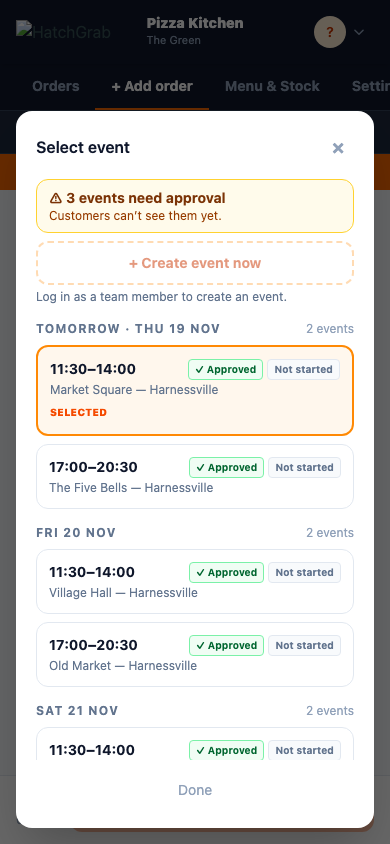 HatchGrab
Pizza Kitchen
The Green
?
Orders
+ Add order
Menu & Stock
Settin
Select event
×
⚠ 3 events need approval
Customers can't see them yet.
+ Create event now
Log in as a team member to create an event.
TOMORROW · THU 19 NOV
2 events
11:30–14:00
✓ Approved
Not started
Market Square — Harnessville
SELECTED
17:00–20:30
✓ Approved
Not started
The Five Bells — Harnessville
FRI 20 NOV
2 events
11:30–14:00
✓ Approved
Not started
Village Hall — Harnessville
17:00–20:30
✓ Approved
Not started
Old Market — Harnessville
SAT 21 NOV
2 events
11:30–14:00
✓ Approved
Not started
Done